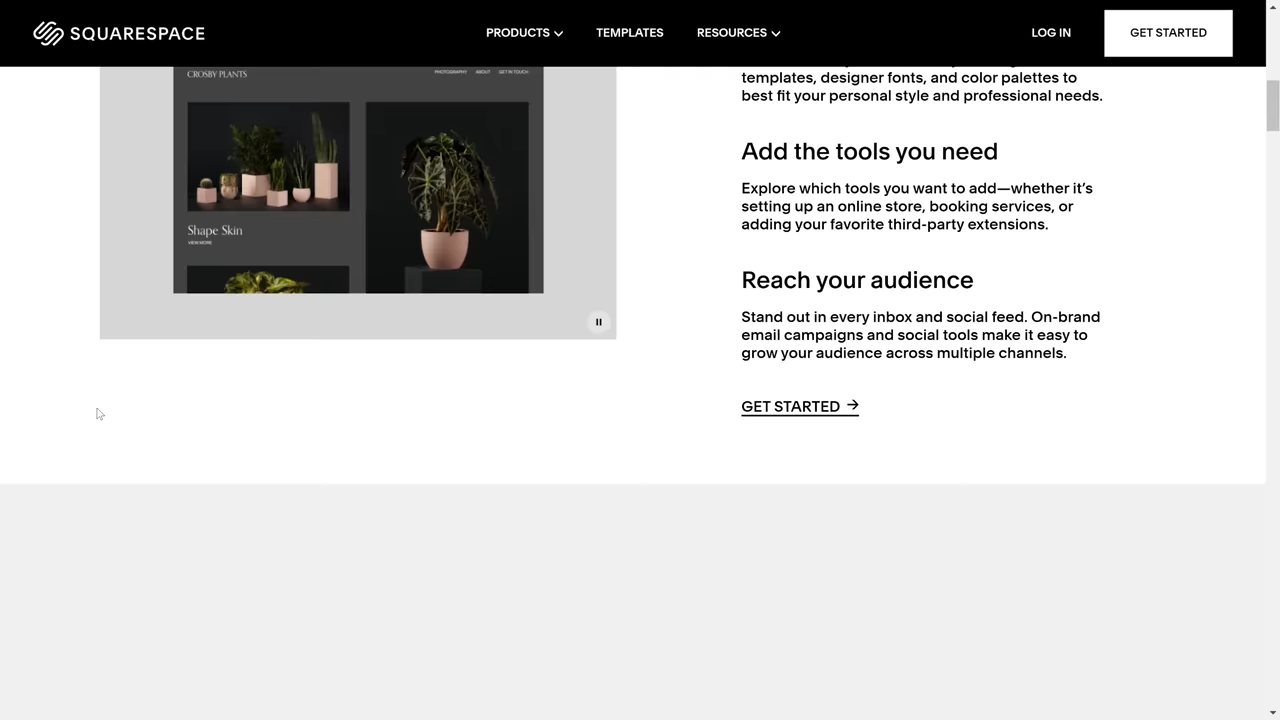 SQUARESPACE
PRODUCTS
TEMPLATES
RESOURCES
LOG IN
GET STARTED
CROSBY PLANTS
PHOTOGRAPHY ABOUT GET IN TOUCH
Shape Skin
VIEW MORE
templates, designer fonts, and color palettes to
best fit your personal style and professional needs.
Add the tools you need
Explore which tools you want to add—whether it’s
setting up an online store, booking services, or
adding your favorite third-party extensions.
Reach your audience
Stand out in every inbox and social feed. On-brand
email campaigns and social tools make it easy to
grow your audience across multiple channels.
GET STARTED →